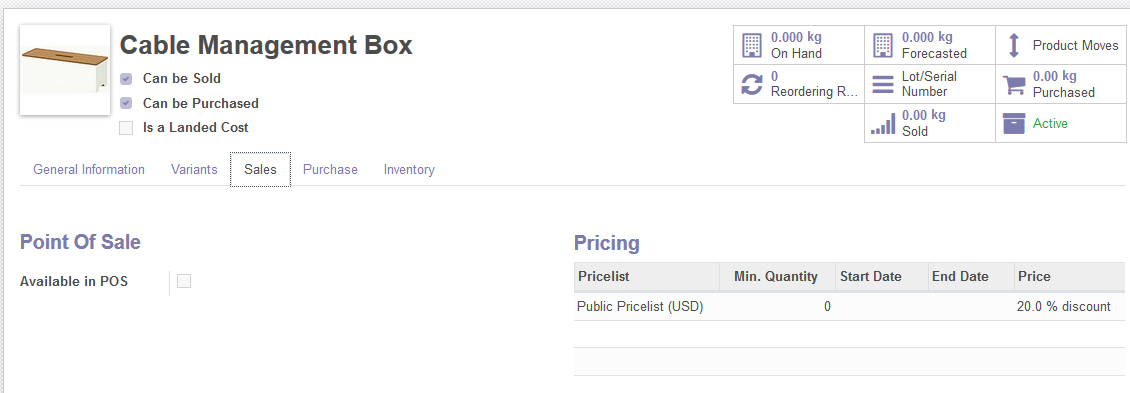 Cable Management Box
Can be Sold
Can be Purchased
Is a Landed Cost
0.000 kg
On Hand
0.000 kg
Forecasted
Product Moves
0
Reordering R...
Lot/Serial
Number
0.00 kg
Purchased
0.00 kg
Sold
Active
General Information Variants Sales Purchase Inventory
Point Of Sale
Available in POS
Pricing
Pricelist Min. Quantity Start Date End Date Price
Public Pricelist (USD) 0 20.0 % discount